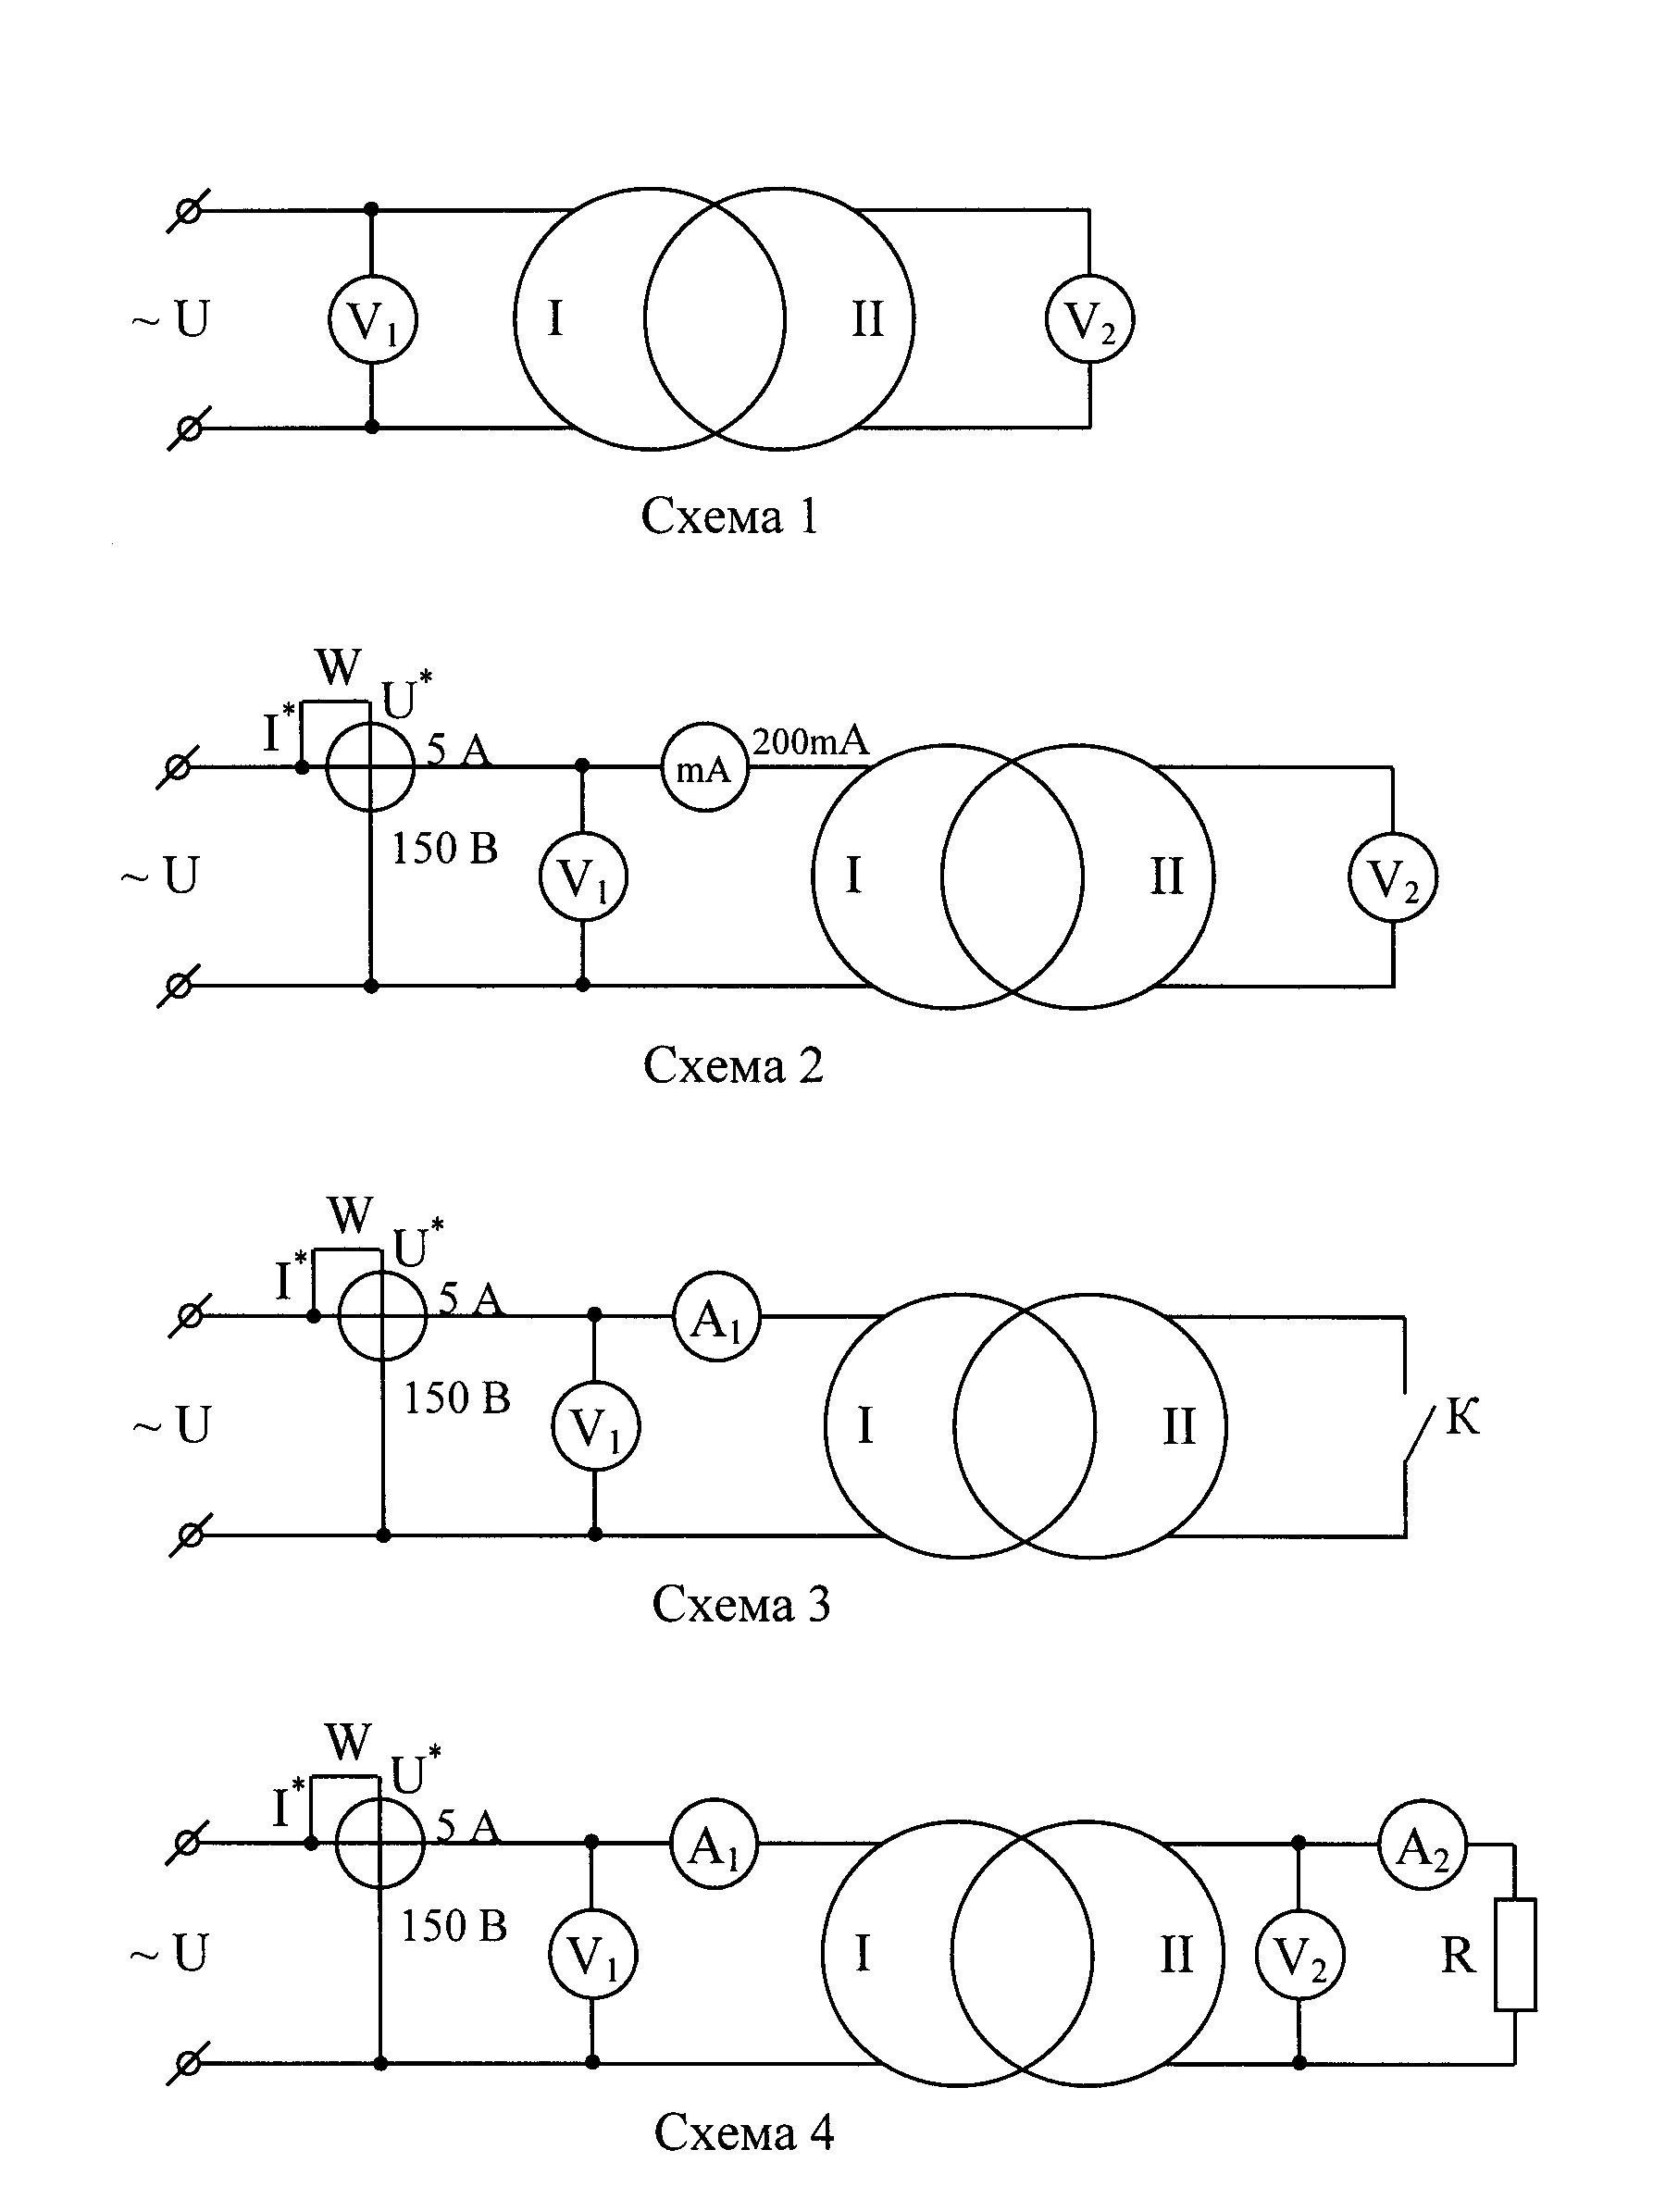 ~ U V₁ I II V₂
Схема 1
W
I* U*
5 А mA 200mA
150 В
~ U V₁ I II V₂
Схема 2
W
I* U*
5 А A₁
150 В
~ U V₁ I II К
Схема 3
W
I* U*
5 А A₁ A₂
150 В
~ U V₁ I II V₂ R
Схема 4